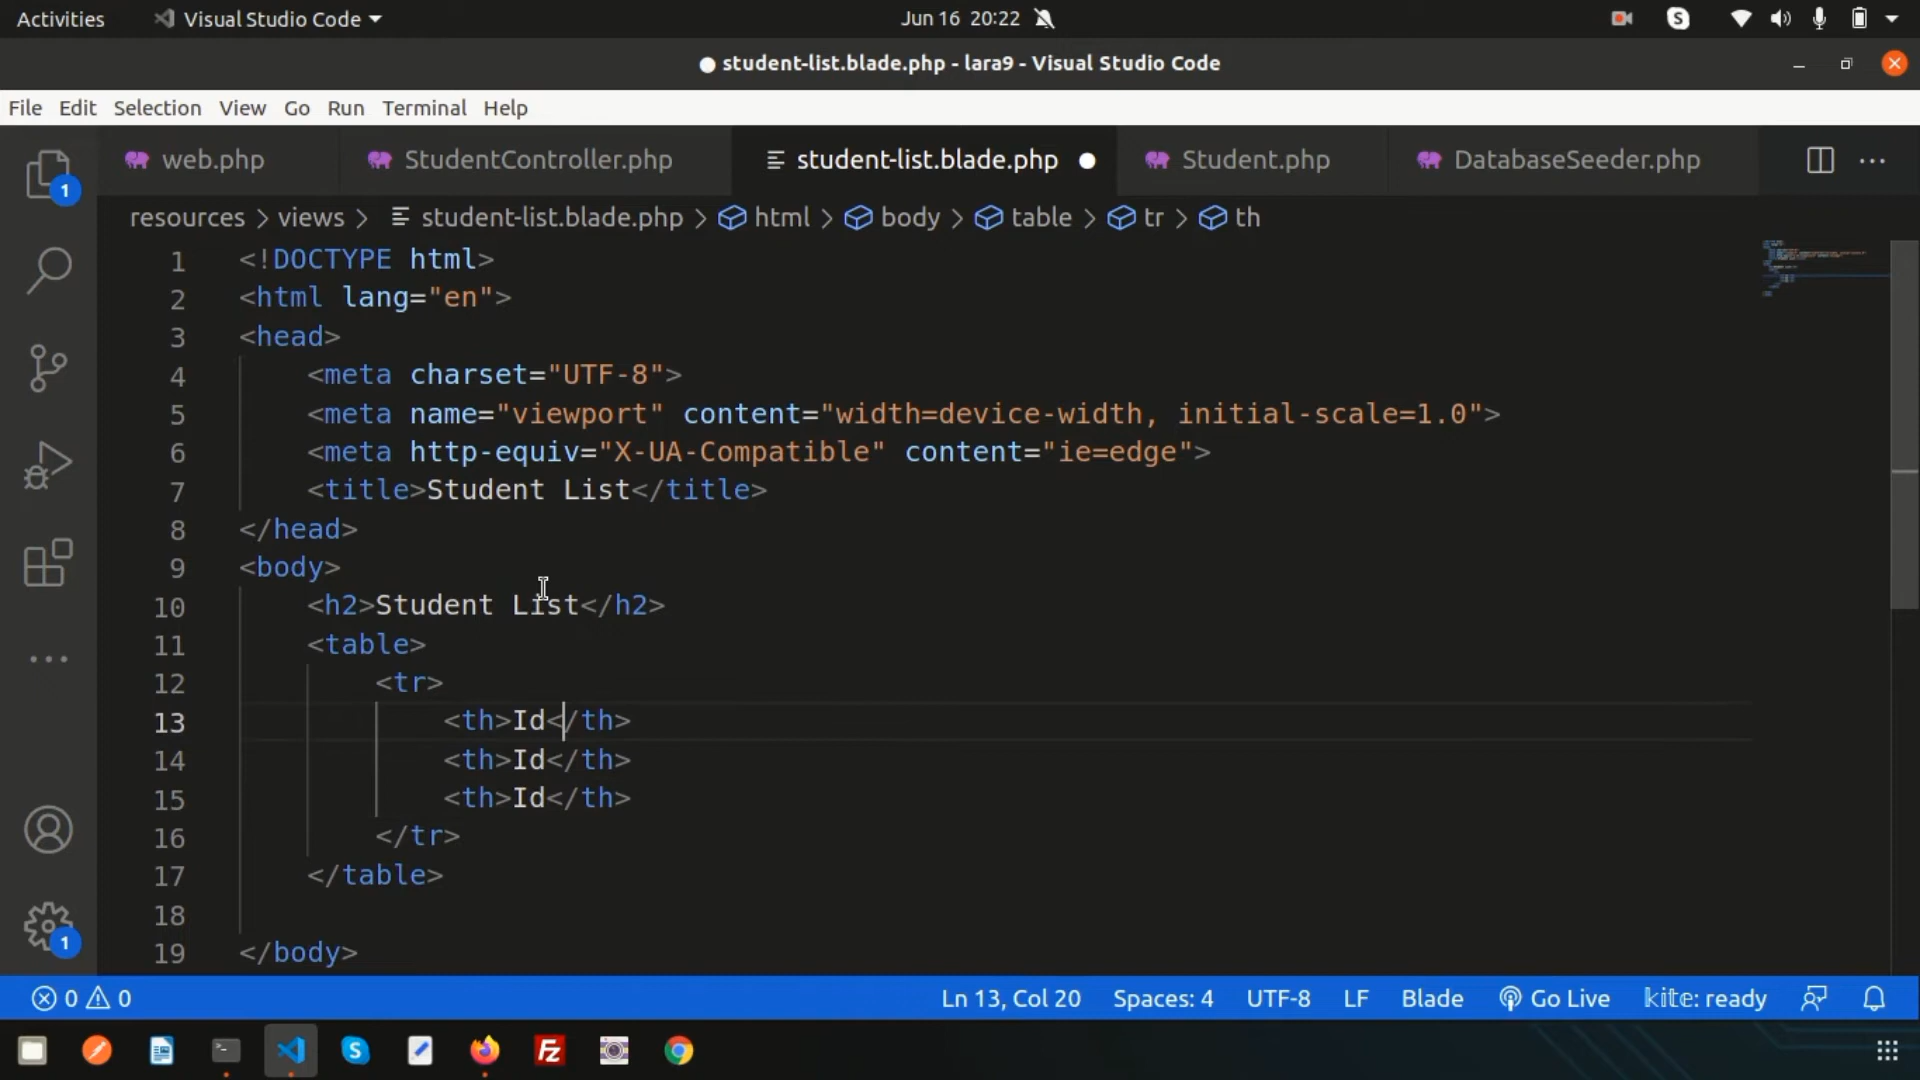 Activities Visual Studio Code Jun 16 20:22
student-list.blade.php - lara9 - Visual Studio Code
File Edit Selection View Go Run Terminal Help
web.php StudentController.php student-list.blade.php Student.php DatabaseSeeder.php
resources > views > student-list.blade.php > html > body > table > tr > th
1 <!DOCTYPE html>
2 <html lang="en">
3 <head>
4 <meta charset="UTF-8">
5 <meta name="viewport" content="width=device-width, initial-scale=1.0">
6 <meta http-equiv="X-UA-Compatible" content="ie=edge">
7 <title>Student List</title>
8 </head>
9 <body>
10 <h2>Student List</h2>
11 <table>
12 <tr>
13 <th>Id</th>
14 <th>Id</th>
15 <th>Id</th>
16 </tr>
17 </table>
18
19 </body>
0 0 Ln 13, Col 20 Spaces: 4 UTF-8 LF Blade Go Live kite: ready